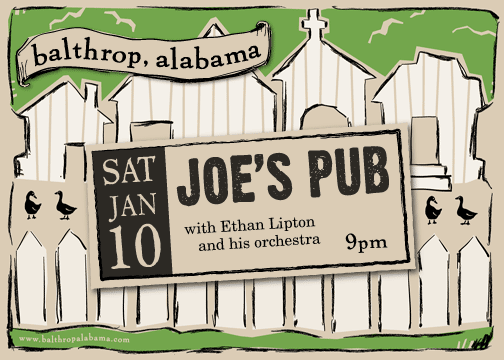 balthrop, alabama
SAT
JAN
10
JOE'S PUB
with Ethan Lipton
and his orchestra
9pm
www.balthropalabama.com